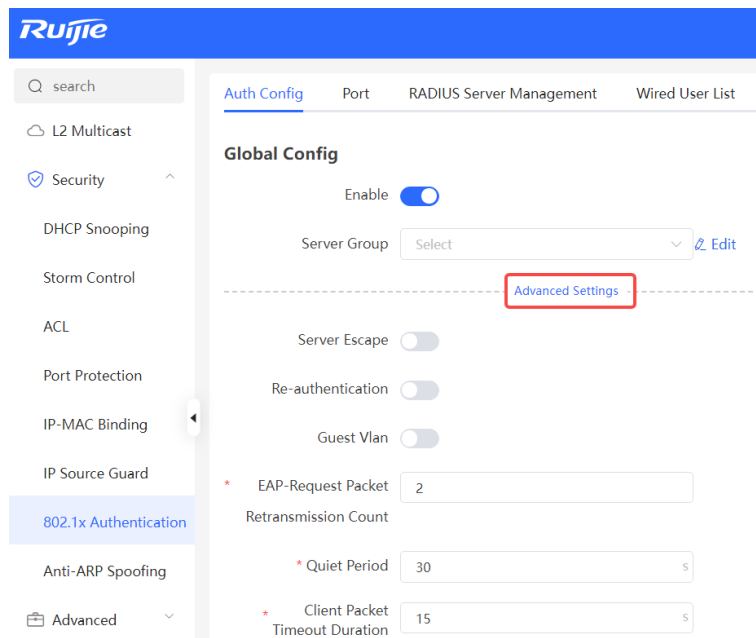 Ruijie
search
Auth Config Port RADIUS Server Management Wired User List
L2 Multicast
Global Config
Security
Enable
DHCP Snooping
Server Group Select Edit
Storm Control
Advanced Settings
ACL
Server Escape
Port Protection
Re-authentication
IP-MAC Binding
Guest Vlan
IP Source Guard
* EAP-Request Packet 2
Retransmission Count
802.1x Authentication
* Quiet Period 30 s
Anti-ARP Spoofing
* Client Packet 15 s
Timeout Duration
Advanced